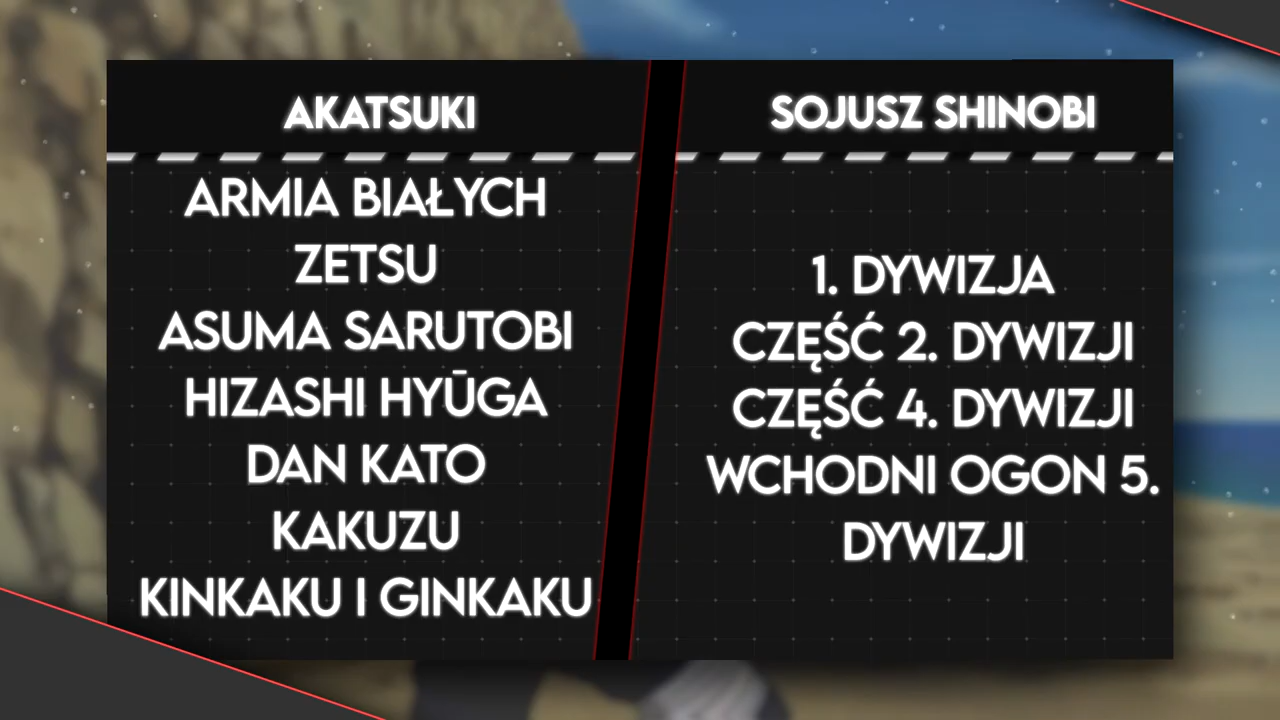 AKATSUKI
ARMIA BIAŁYCH
ZETSU
ASUMA SARUTOBI
HIZASHI HYŪGA
DAN KATO
KAKUZU
KINKAKU I GINKAKU
SOJUSZ SHINOBI
1. DYWIZJA
CZĘŚĆ 2. DYWIZJI
CZĘŚĆ 4. DYWIZJI
WCHODNI OGON 5.
DYWIZJI